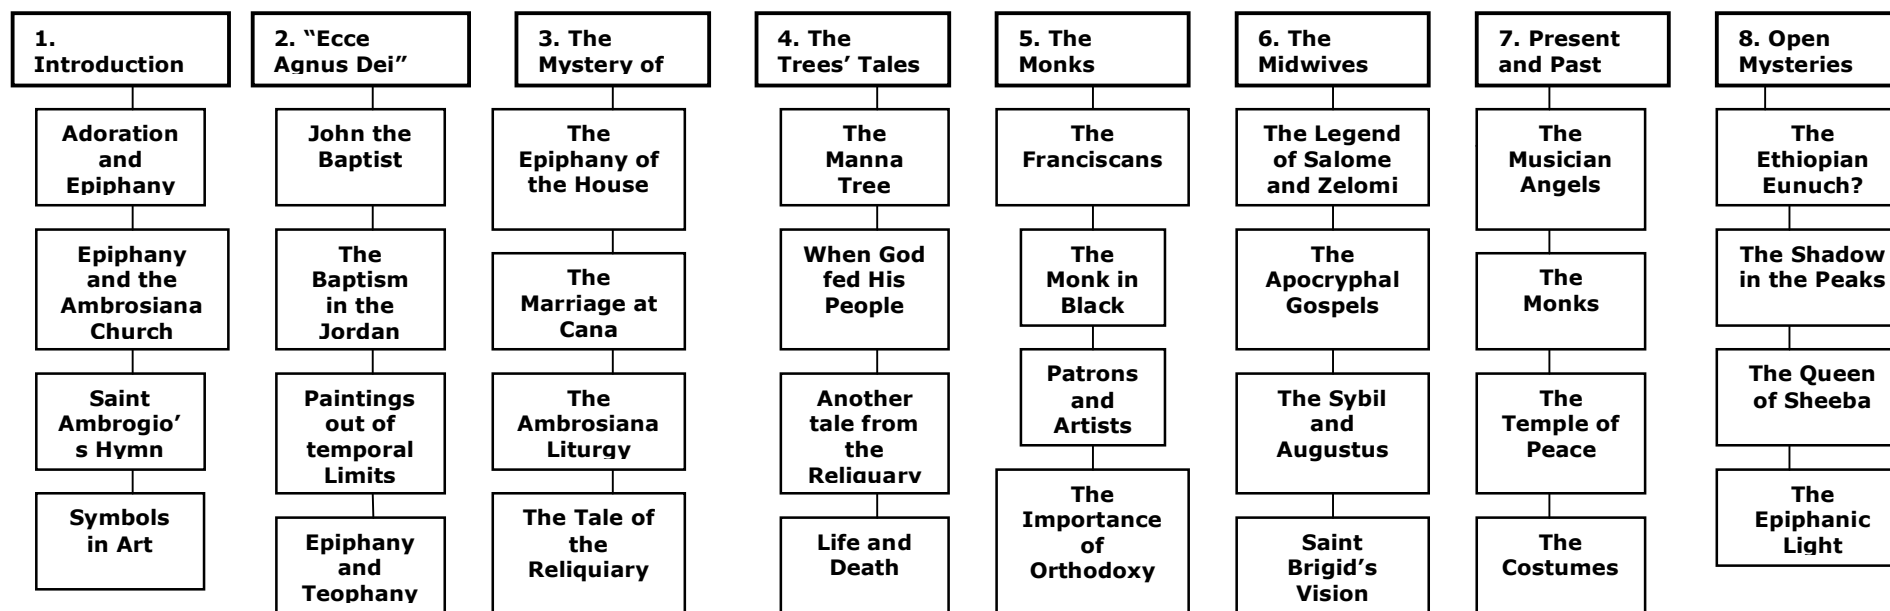 1.
Introduction
Adoration
and
Epiphany
Epiphany
and the
Ambrosiana
Church
Saint
Ambrogio’
s Hymn
Symbols
in Art
2. “Ecce
Agnus Dei”
John the
Baptist
The
Baptism
in the
Jordan
Paintings
out of
temporal
Limits
Epiphany
and
Teophany
3. The
Mystery of
The
Epiphany of
the House
The
Marriage at
Cana
The
Ambrosiana
Liturgy
The Tale of
the
Reliquiary
4. The
Trees’ Tales
The
Manna
Tree
When God
fed His
People
Another
tale from
the
Reliquary
Life and
Death
5. The
Monks
The
Franciscans
The
Monk in
Black
Patrons
and
Artists
The
Importance
of
Orthodoxy
6. The
Midwives
The Legend
of Salome
and Zelomi
The
Apocryphal
Gospels
The Sybil
and
Augustus
Saint
Brigid’s
Vision
7. Present
and Past
The
Musician
Angels
The
Monks
The
Temple of
Peace
The
Costumes
8. Open
Mysteries
The
Ethiopian
Eunuch?
The Shadow
in the Peaks
The Queen
of Sheeba
The
Epiphanic
Light